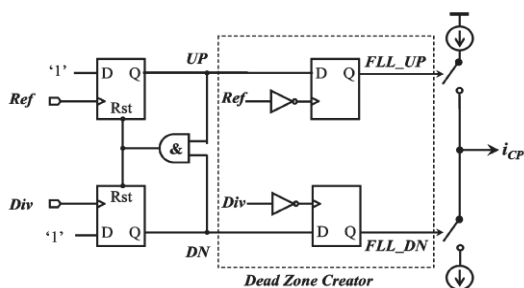 UP
FLL_UP
'1'
D
Q
D
Q
Ref
Ref
Rst
&
i_CP
Rst
Div
Div
'1'
D
Q
D
Q
DN
FLL_DN
Dead Zone Creator